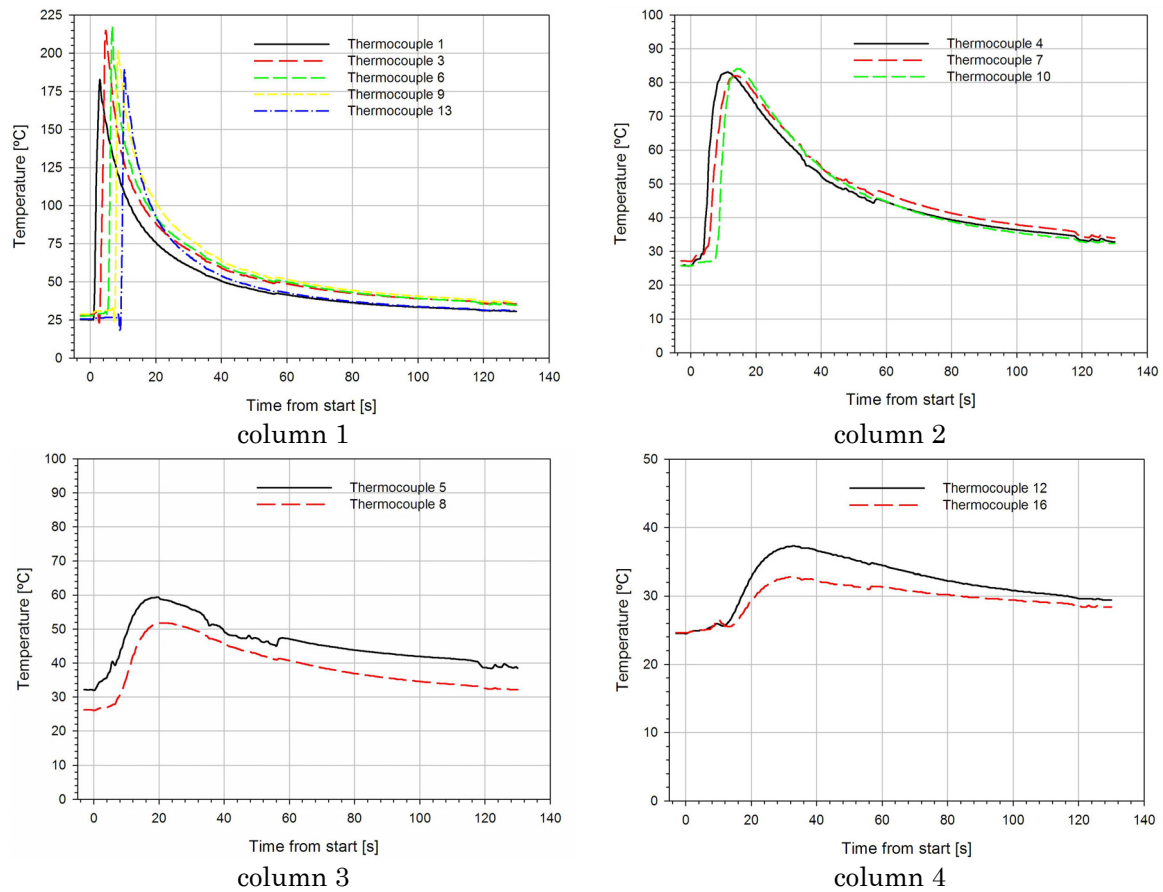 225
200
175
150
125
100
75
50
25
0
Temperature [ºC]
Thermocouple 1
Thermocouple 3
Thermocouple 6
Thermocouple 9
Thermocouple 13
0 20 40 60 80 100 120 140
Time from start [s]
column 1
100
90
80
70
60
50
40
30
20
10
0
Temperature [ºC]
Thermocouple 4
Thermocouple 7
Thermocouple 10
0 20 40 60 80 100 120 140
Time from start [s]
column 2
100
90
80
70
60
50
40
30
20
10
0
Temperature [ºC]
Thermocouple 5
Thermocouple 8
0 20 40 60 80 100 120 140
Time from start [s]
column 3
50
40
30
20
10
0
Temperature [ºC]
Thermocouple 12
Thermocouple 16
0 20 40 60 80 100 120 140
Time from start [s]
column 4